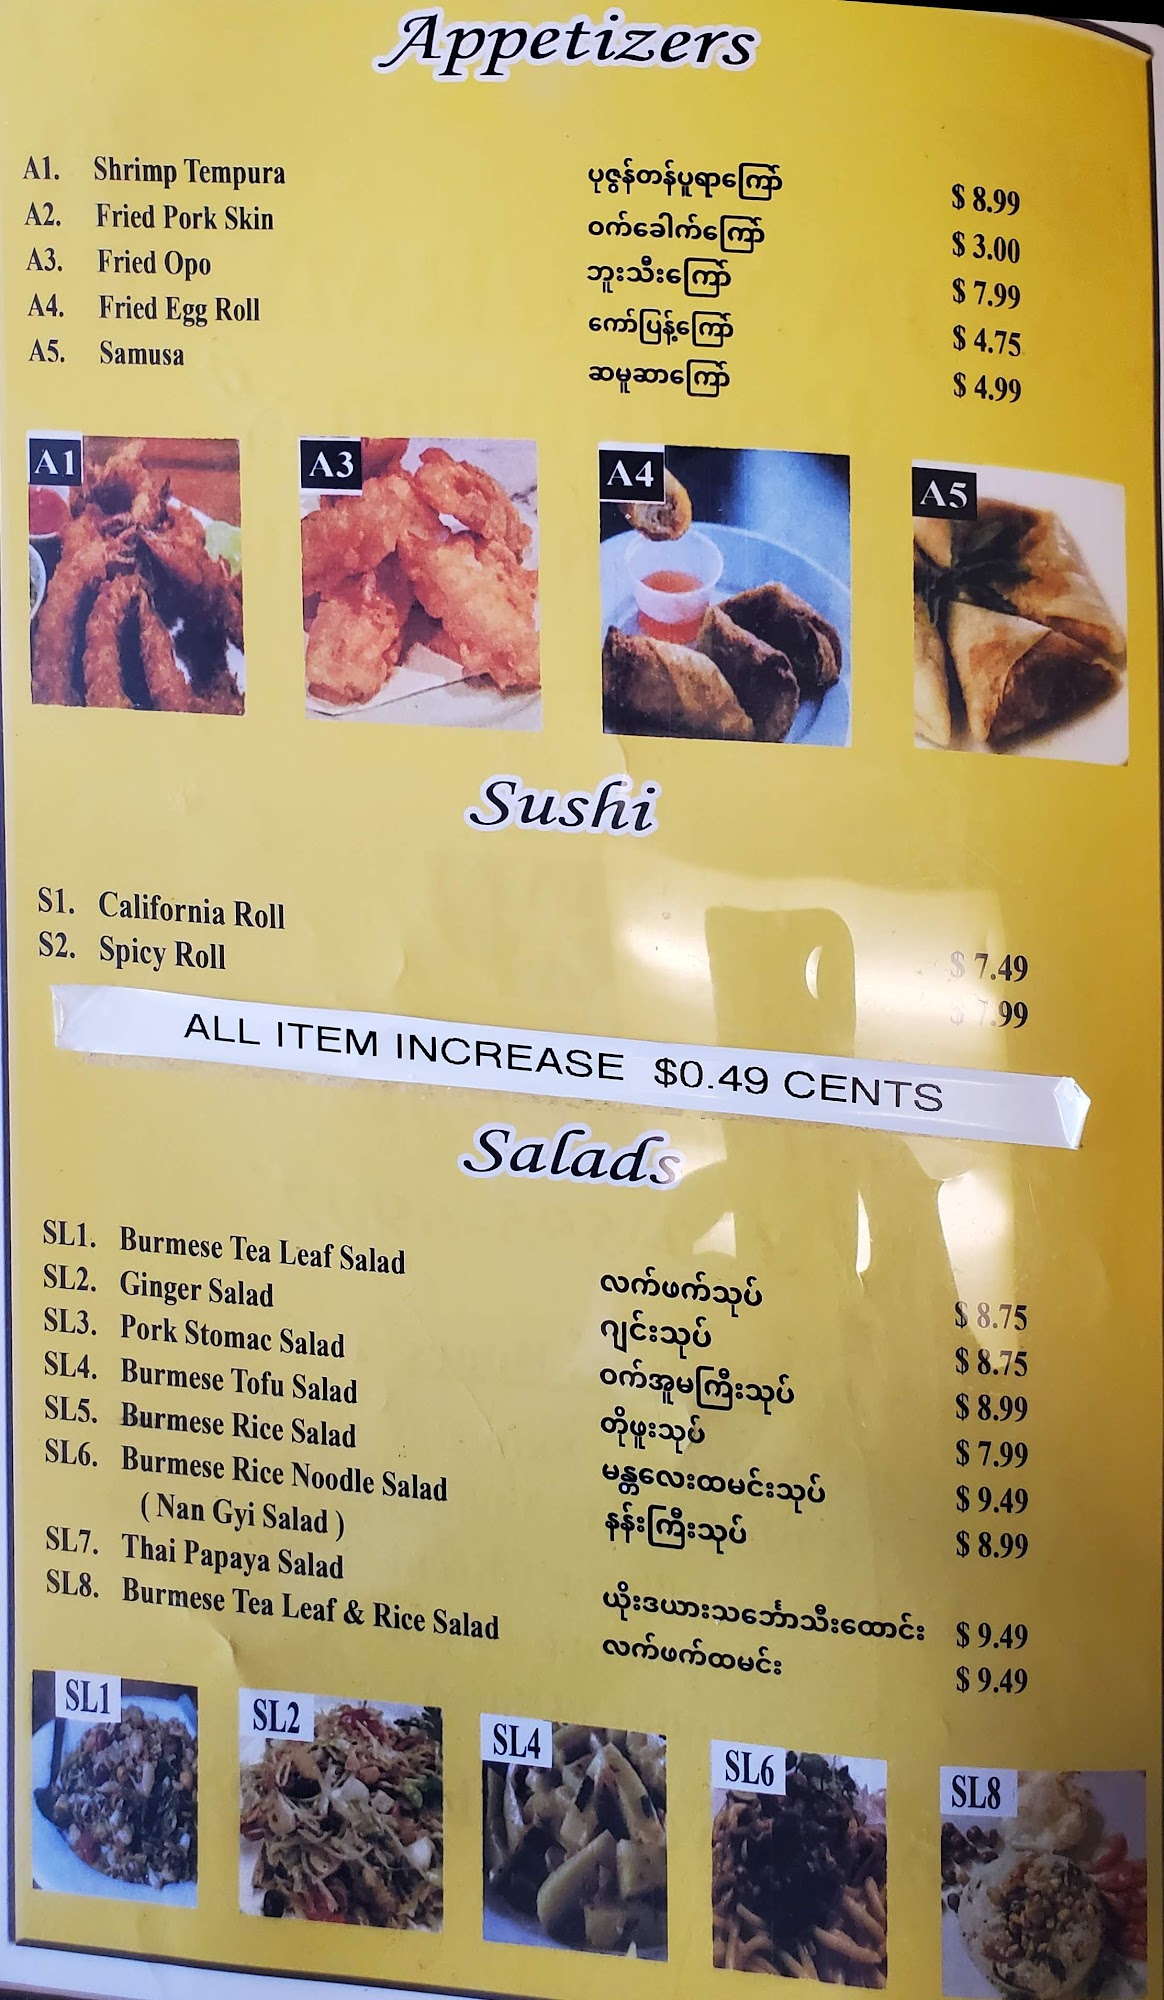 Appetizers
A1. Shrimp Tempura ပုဇွန်တန်ပူရာကြော် $ 8.99
A2. Fried Pork Skin ဝက်ခေါက်ကြော် $ 3.00
A3. Fried Opo ဘူးသီးကြော် $ 7.99
A4. Fried Egg Roll ကော်ပြန့်ကြော် $ 4.75
A5. Samusa ဆမူဆာကြော် $ 4.99
A1
A3
A4
A5
Sushi
S1. California Roll $ 7.49
S2. Spicy Roll $ 7.99
ALL ITEM INCREASE $0.49 CENTS
Salads
SL1. Burmese Tea Leaf Salad လက်ဖက်သုပ် $ 8.75
SL2. Ginger Salad ဂျင်းသုပ် $ 8.75
SL3. Pork Stomac Salad ဝက်အူမကြီးသုပ် $ 8.99
SL4. Burmese Tofu Salad တိုဖူးသုပ် $ 7.99
SL5. Burmese Rice Salad မန္တလေးထမင်းသုပ် $ 9.49
SL6. Burmese Rice Noodle Salad နန်းကြီးသုပ် $ 8.99
( Nan Gyi Salad )
SL7. Thai Papaya Salad ယိုးဒယားသင်္ဘောသီးထောင်း $ 9.49
SL8. Burmese Tea Leaf & Rice Salad လက်ဖက်ထမင်း $ 9.49
SL1
SL2
SL4
SL6
SL8